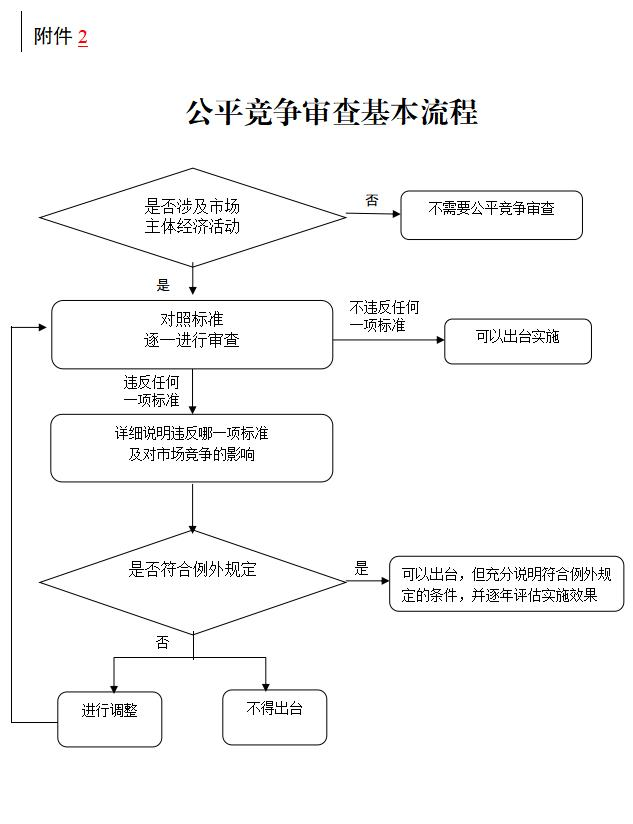 附件 2
公平竞争审查基本流程
是否涉及市场
主体经济活动
否
不需要公平竞争审查
是
对照标准
逐一进行审查
不违反任何
一项标准
可以出台实施
违反任何
一项标准
详细说明违反哪一项标准
及对市场竞争的影响
是否符合例外规定
是
可以出台，但充分说明符合例外规
定的条件，并逐年评估实施效果
否
进行调整
不得出台